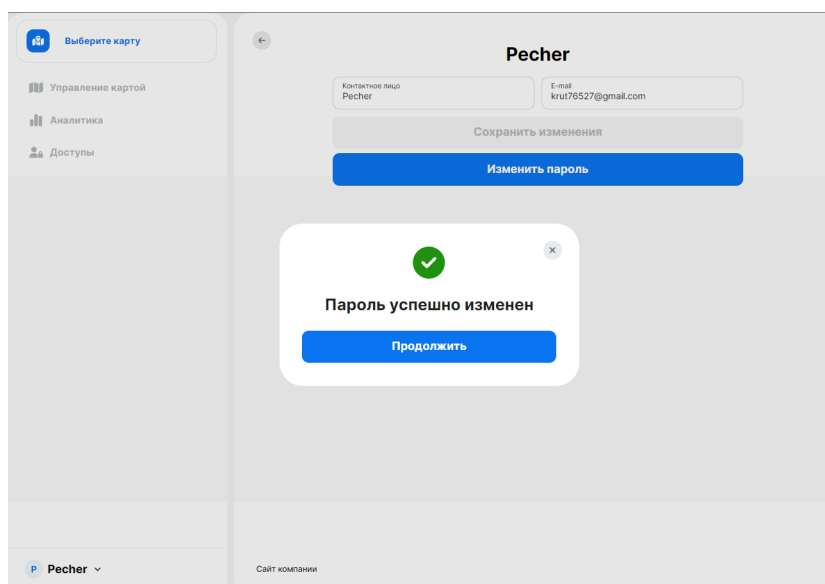 Выберите карту
Управление картой
Аналитика
Доступы
Pecher
Контактное лицо
Pecher
E-mail
krut76527@gmail.com
Сохранить изменения
Изменить пароль
Пароль успешно изменен
Продолжить
P Pecher
Сайт компании